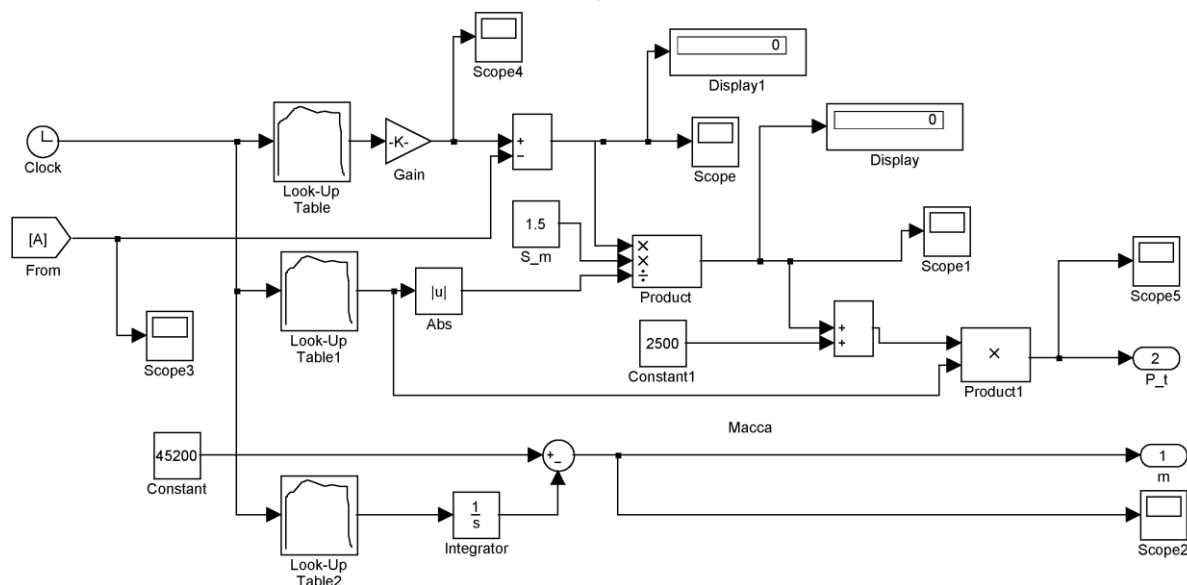 Scope4
0
Display1
0
Display
Clock
Look-Up
Table
-K-
Gain
+
−
Scope
[A]
From
1.5
S_m
×
×
÷
Product
Scope1
Scope5
Scope3
Look-Up
Table1
|u|
Abs
2500
Constant1
+
+
×
Product1
2
P_t
Масса
45200
Constant
+
−
1
m
Look-Up
Table2
1
s
Integrator
Scope2